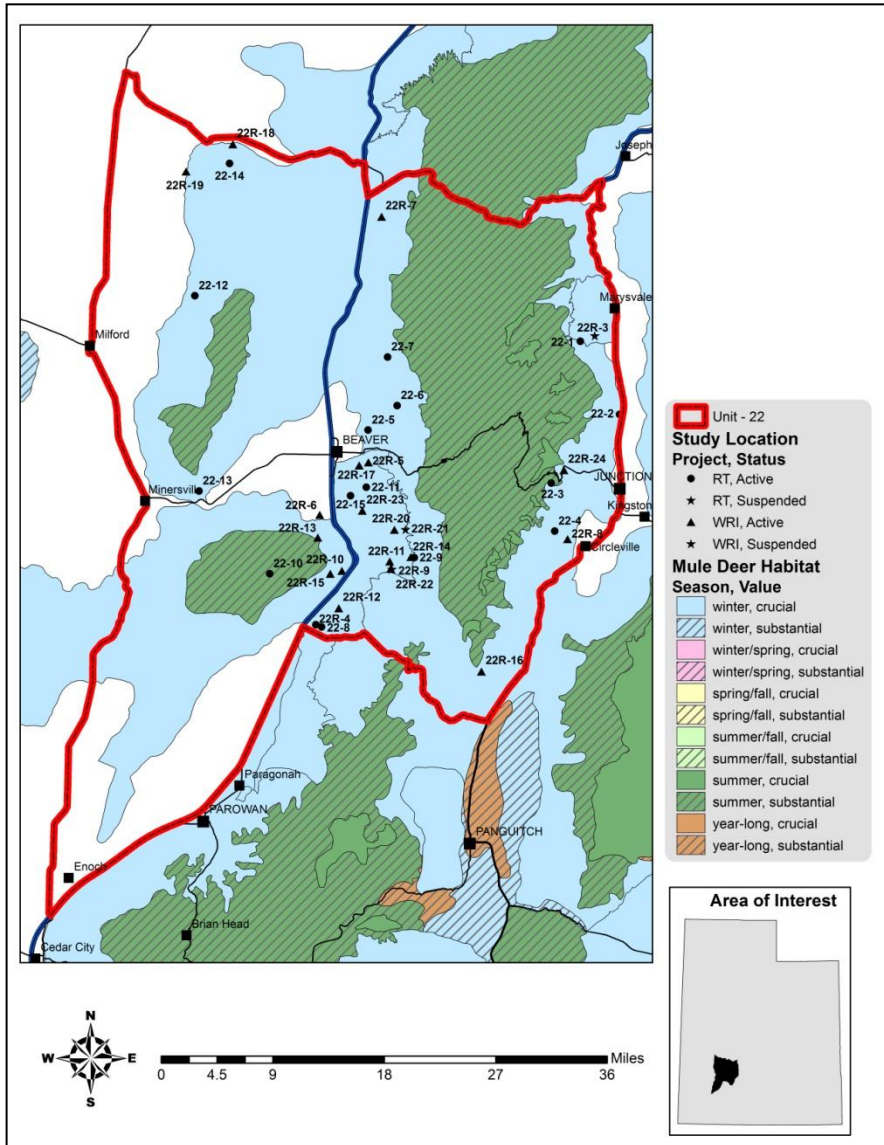 22R-18
Joseph
22-14
22R-19
22R-7
22-12
Marysvale
22R-3
22-1
Milford
22-7
22-6
22-2
22-5
BEAVER
22R-5
22R-24
22R-17
Minersville
22-13
22-11
22-3
JUNCTION
22-15
22R-23
Kingston
22R-6
22R-20
22R-21
22-4
22R-13
22R-8
Circleville
22R-14
22R-11
22-9
22-10
22R-10
22R-9
22R-15
22R-22
22R-12
22R-4
22-8
22R-16
Paragonah
PAROWAN
PANGUITCH
Enoch
Brian Head
Cedar City
Unit - 22
Study Location
Project, Status
RT, Active
RT, Suspended
WRI, Active
WRI, Suspended
Mule Deer Habitat
Season, Value
winter, crucial
winter, substantial
winter/spring, crucial
winter/spring, substantial
spring/fall, crucial
spring/fall, substantial
summer/fall, crucial
summer/fall, substantial
summer, crucial
summer, substantial
year-long, crucial
year-long, substantial
Area of Interest
N
W E
S
Miles
0 4.5 9 18 27 36